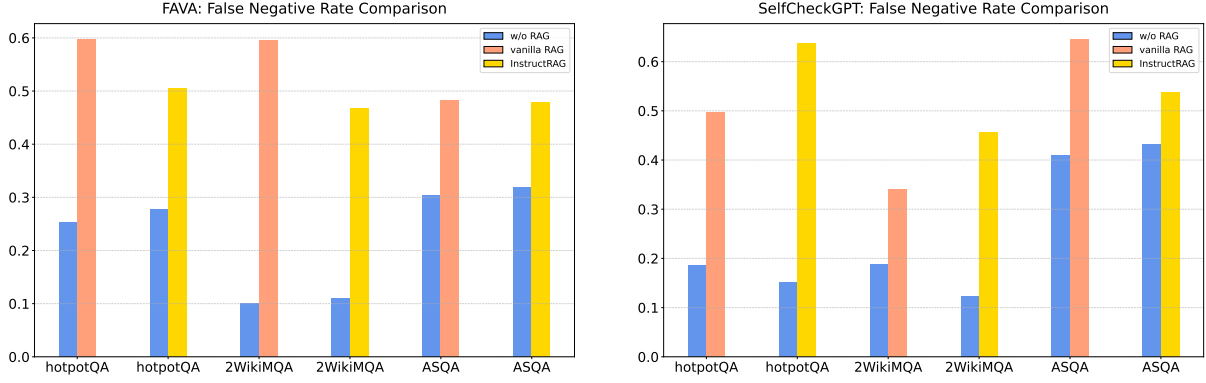 FAVA: False Negative Rate Comparison
0.6
0.5
0.4
0.3
0.2
0.1
0.0
w/o RAG
vanilla RAG
InstructRAG
hotpotQA hotpotQA 2WikiMQA 2WikiMQA ASQA ASQA
SelfCheckGPT: False Negative Rate Comparison
0.6
0.5
0.4
0.3
0.2
0.1
0.0
w/o RAG
vanilla RAG
InstructRAG
hotpotQA hotpotQA 2WikiMQA 2WikiMQA ASQA ASQA